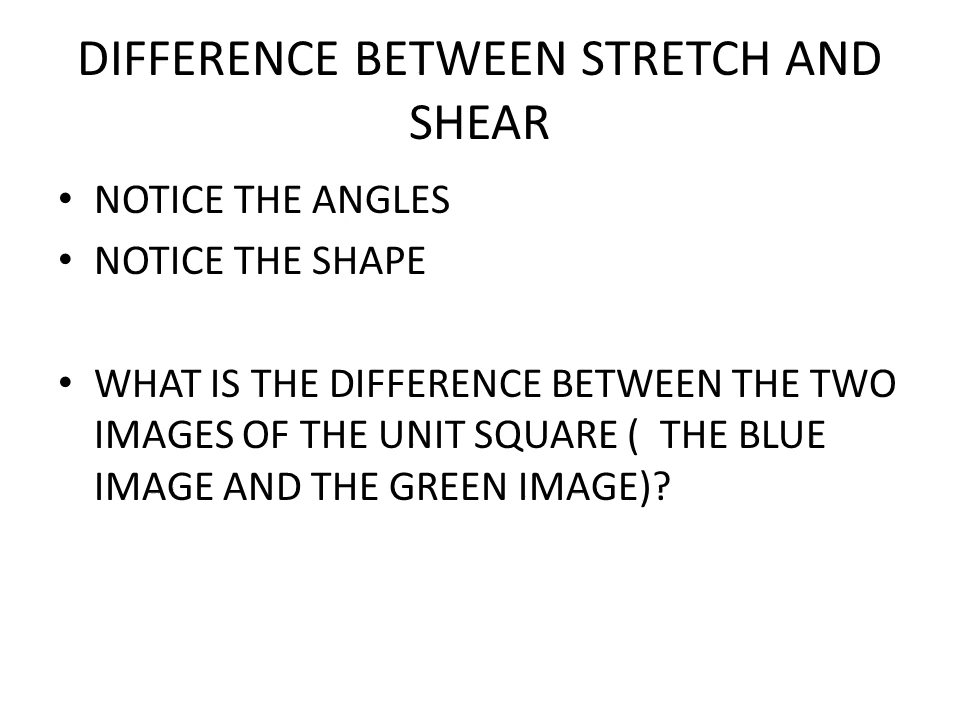 DIFFERENCE BETWEEN STRETCH AND
SHEAR
• NOTICE THE ANGLES
• NOTICE THE SHAPE
• WHAT IS THE DIFFERENCE BETWEEN THE TWO
IMAGES OF THE UNIT SQUARE (  THE BLUE
IMAGE AND THE GREEN IMAGE)?